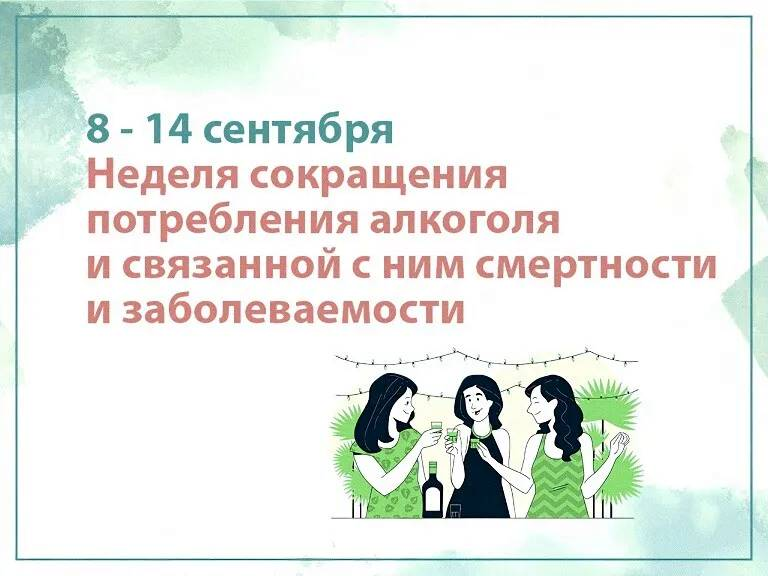 8 - 14 сентября
Неделя сокращения
потребления алкоголя
и связанной с ним смертности
и заболеваемости